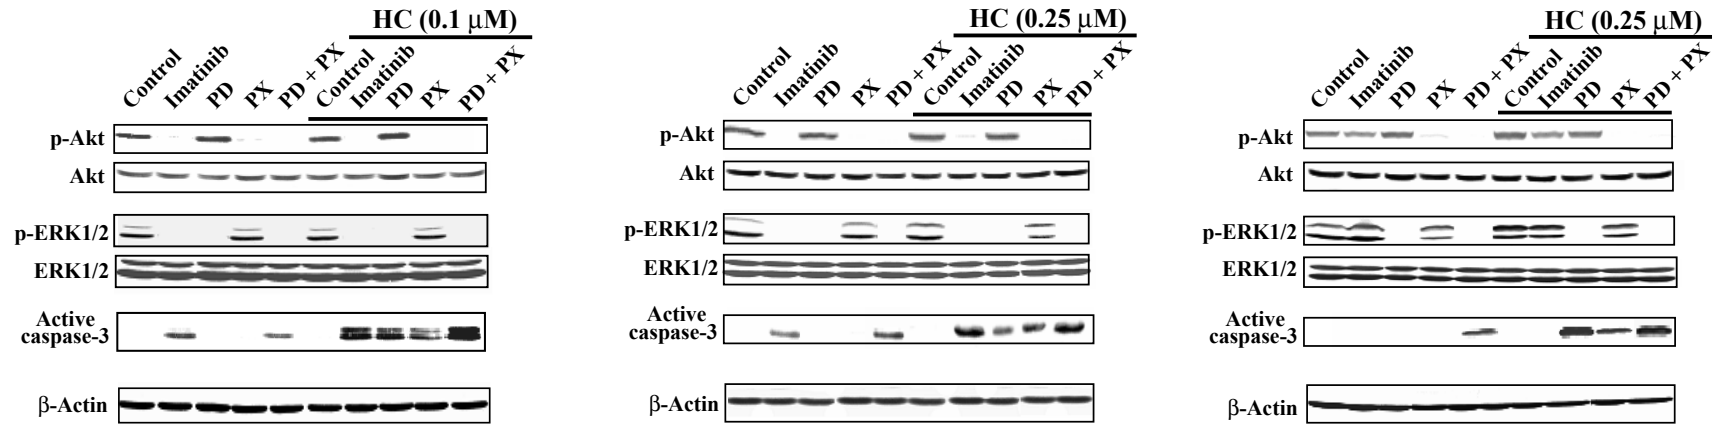 HC (0.1 μM)
Control
Imatinib
PD
PX
PD + PX
Control
Imatinib
PD
PX
PD + PX
p-Akt
Akt
p-ERK1/2
ERK1/2
Active
caspase-3
β-Actin
HC (0.25 μM)
Control
Imatinib
PD
PX
PD + PX
Control
Imatinib
PD
PX
PD + PX
p-Akt
Akt
p-ERK1/2
ERK1/2
Active
caspase-3
β-Actin
HC (0.25 μM)
Control
Imatinib
PD
PX
PD + PX
Control
Imatinib
PD
PX
PD + PX
p-Akt
Akt
p-ERK1/2
ERK1/2
Active
caspase-3
β-Actin